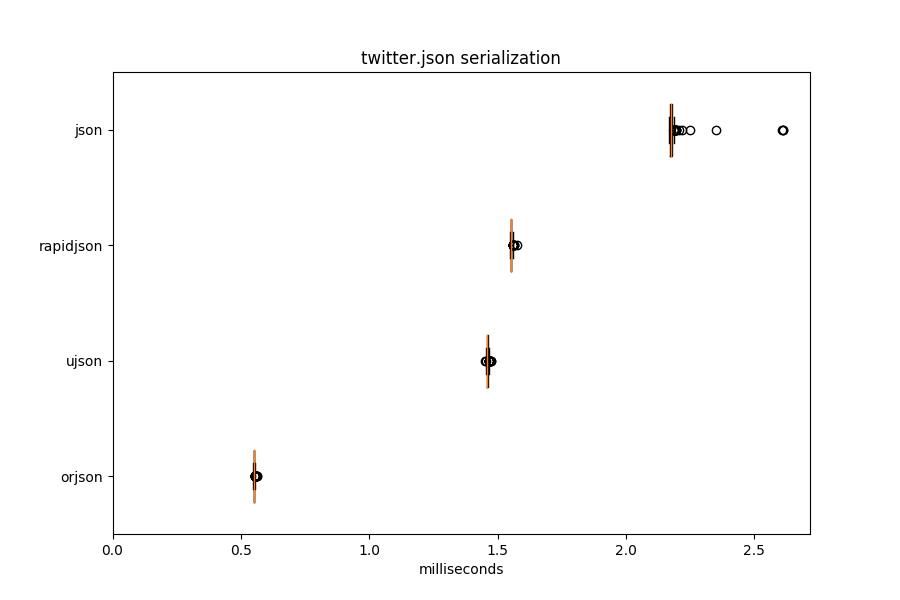 twitter.json serialization
json
rapidjson
ujson
orjson
0.0 0.5 1.0 1.5 2.0 2.5
milliseconds